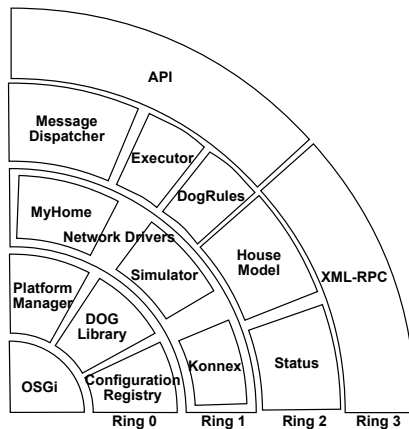 API
Message
Dispatcher
Executor
DogRules
MyHome
Network Drivers
House
Model
Simulator
XML-RPC
Platform
Manager
DOG
Library
Konnex
Status
OSGi
Configuration
Registry
Ring 0
Ring 1
Ring 2
Ring 3